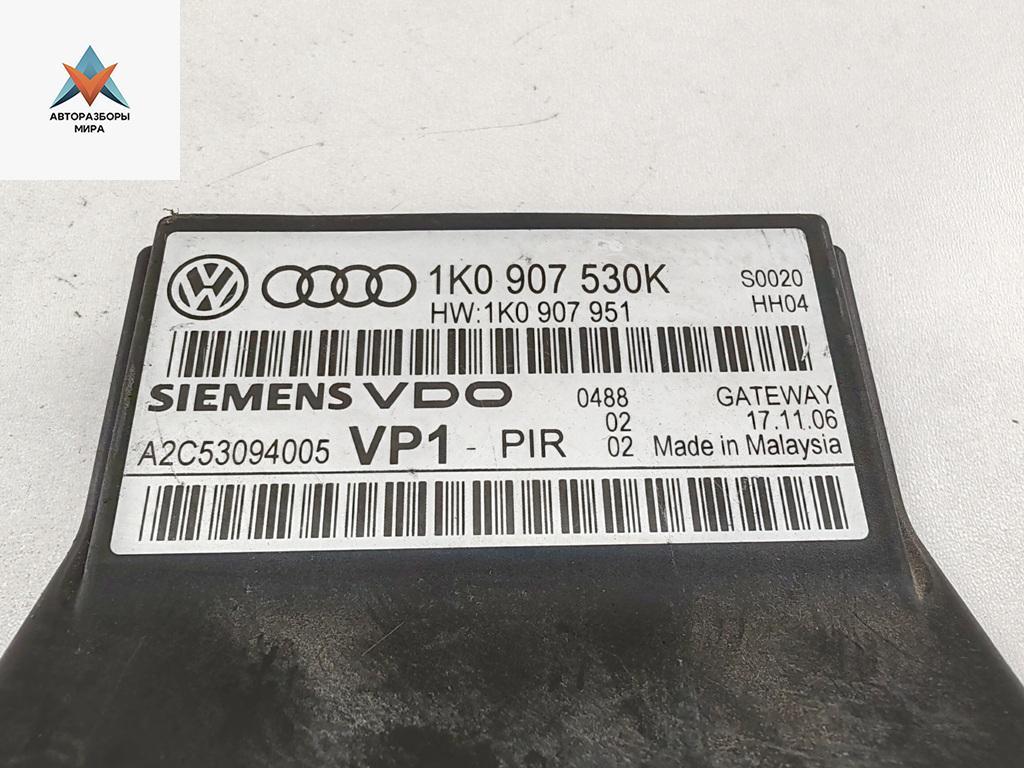 АВТОРАЗБОРЫ
МИРА
1K0 907 530K
S0020
HW:1K0 907 951
HH04
SIEMENS VDO
0488
GATEWAY
02
17.11.06
A2C53094005 VP1 - PIR 02 Made in Malaysia